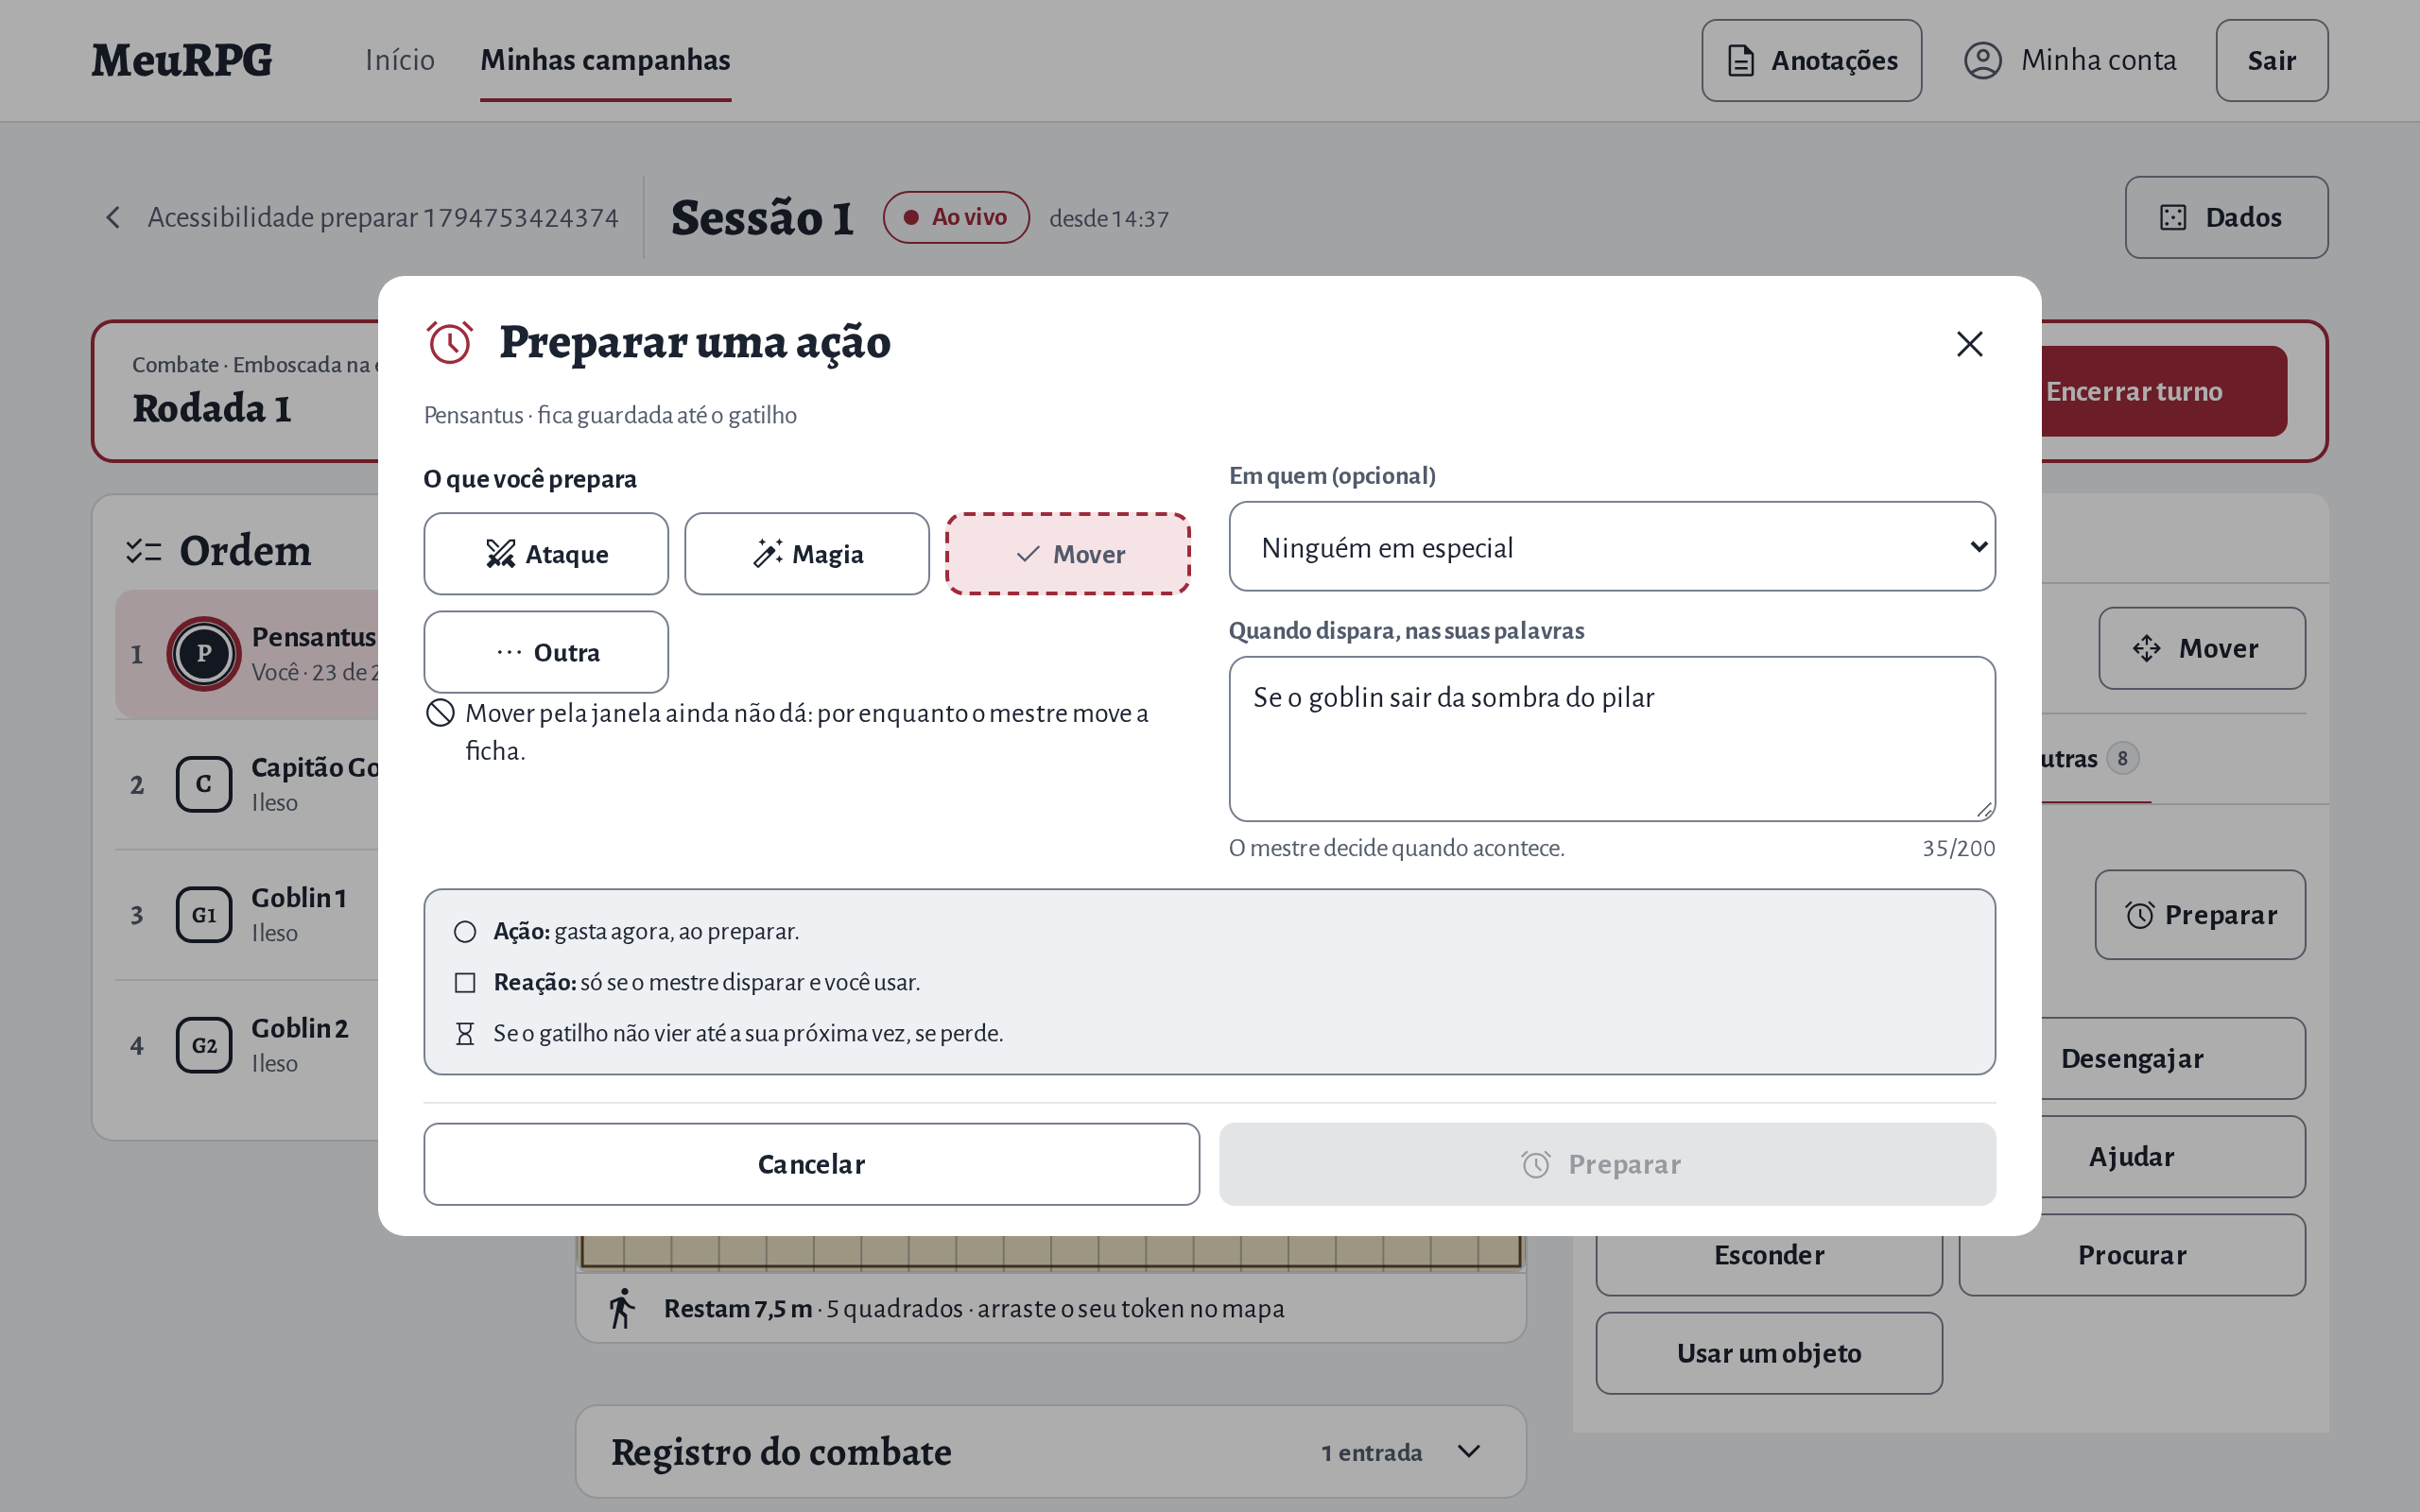 MeuRPG
Início
Minhas campanhas
Anotações
Minha conta
Sair
Acessibilidade preparar 1794753424374
Sessão 1
Ao vivo
desde 14:37
Dados
Combate · Emboscada na
Rodada 1
Encerrar turno
Ordem
1
P
Pensantus
Você · 23 de
2
C
Capitão
Ileso
3
G1
Goblin 1
Ileso
4
G2
Goblin 2
Ileso
Preparar uma ação
Pensantus · fica guardada até o gatilho
O que você prepara
Ataque
Magia
Mover
Outra
Mover pela janela ainda não dá: por enquanto o mestre move a
ficha.
Em quem (opcional)
Ninguém em especial
Quando dispara, nas suas palavras
Se o goblin sair da sombra do pilar
O mestre decide quando acontece.
35/200
Ação: gasta agora, ao preparar.
Reação: só se o mestre disparar e você usar.
Se o gatilho não vier até a sua próxima vez, se perde.
Cancelar
Preparar
Mover
utras 8
Preparar
Desengajar
Ajudar
Esconder
Procurar
Usar um objeto
Restam 7,5 m · 5 quadrados · arraste o seu token no mapa
Registro do combate
1 entrada